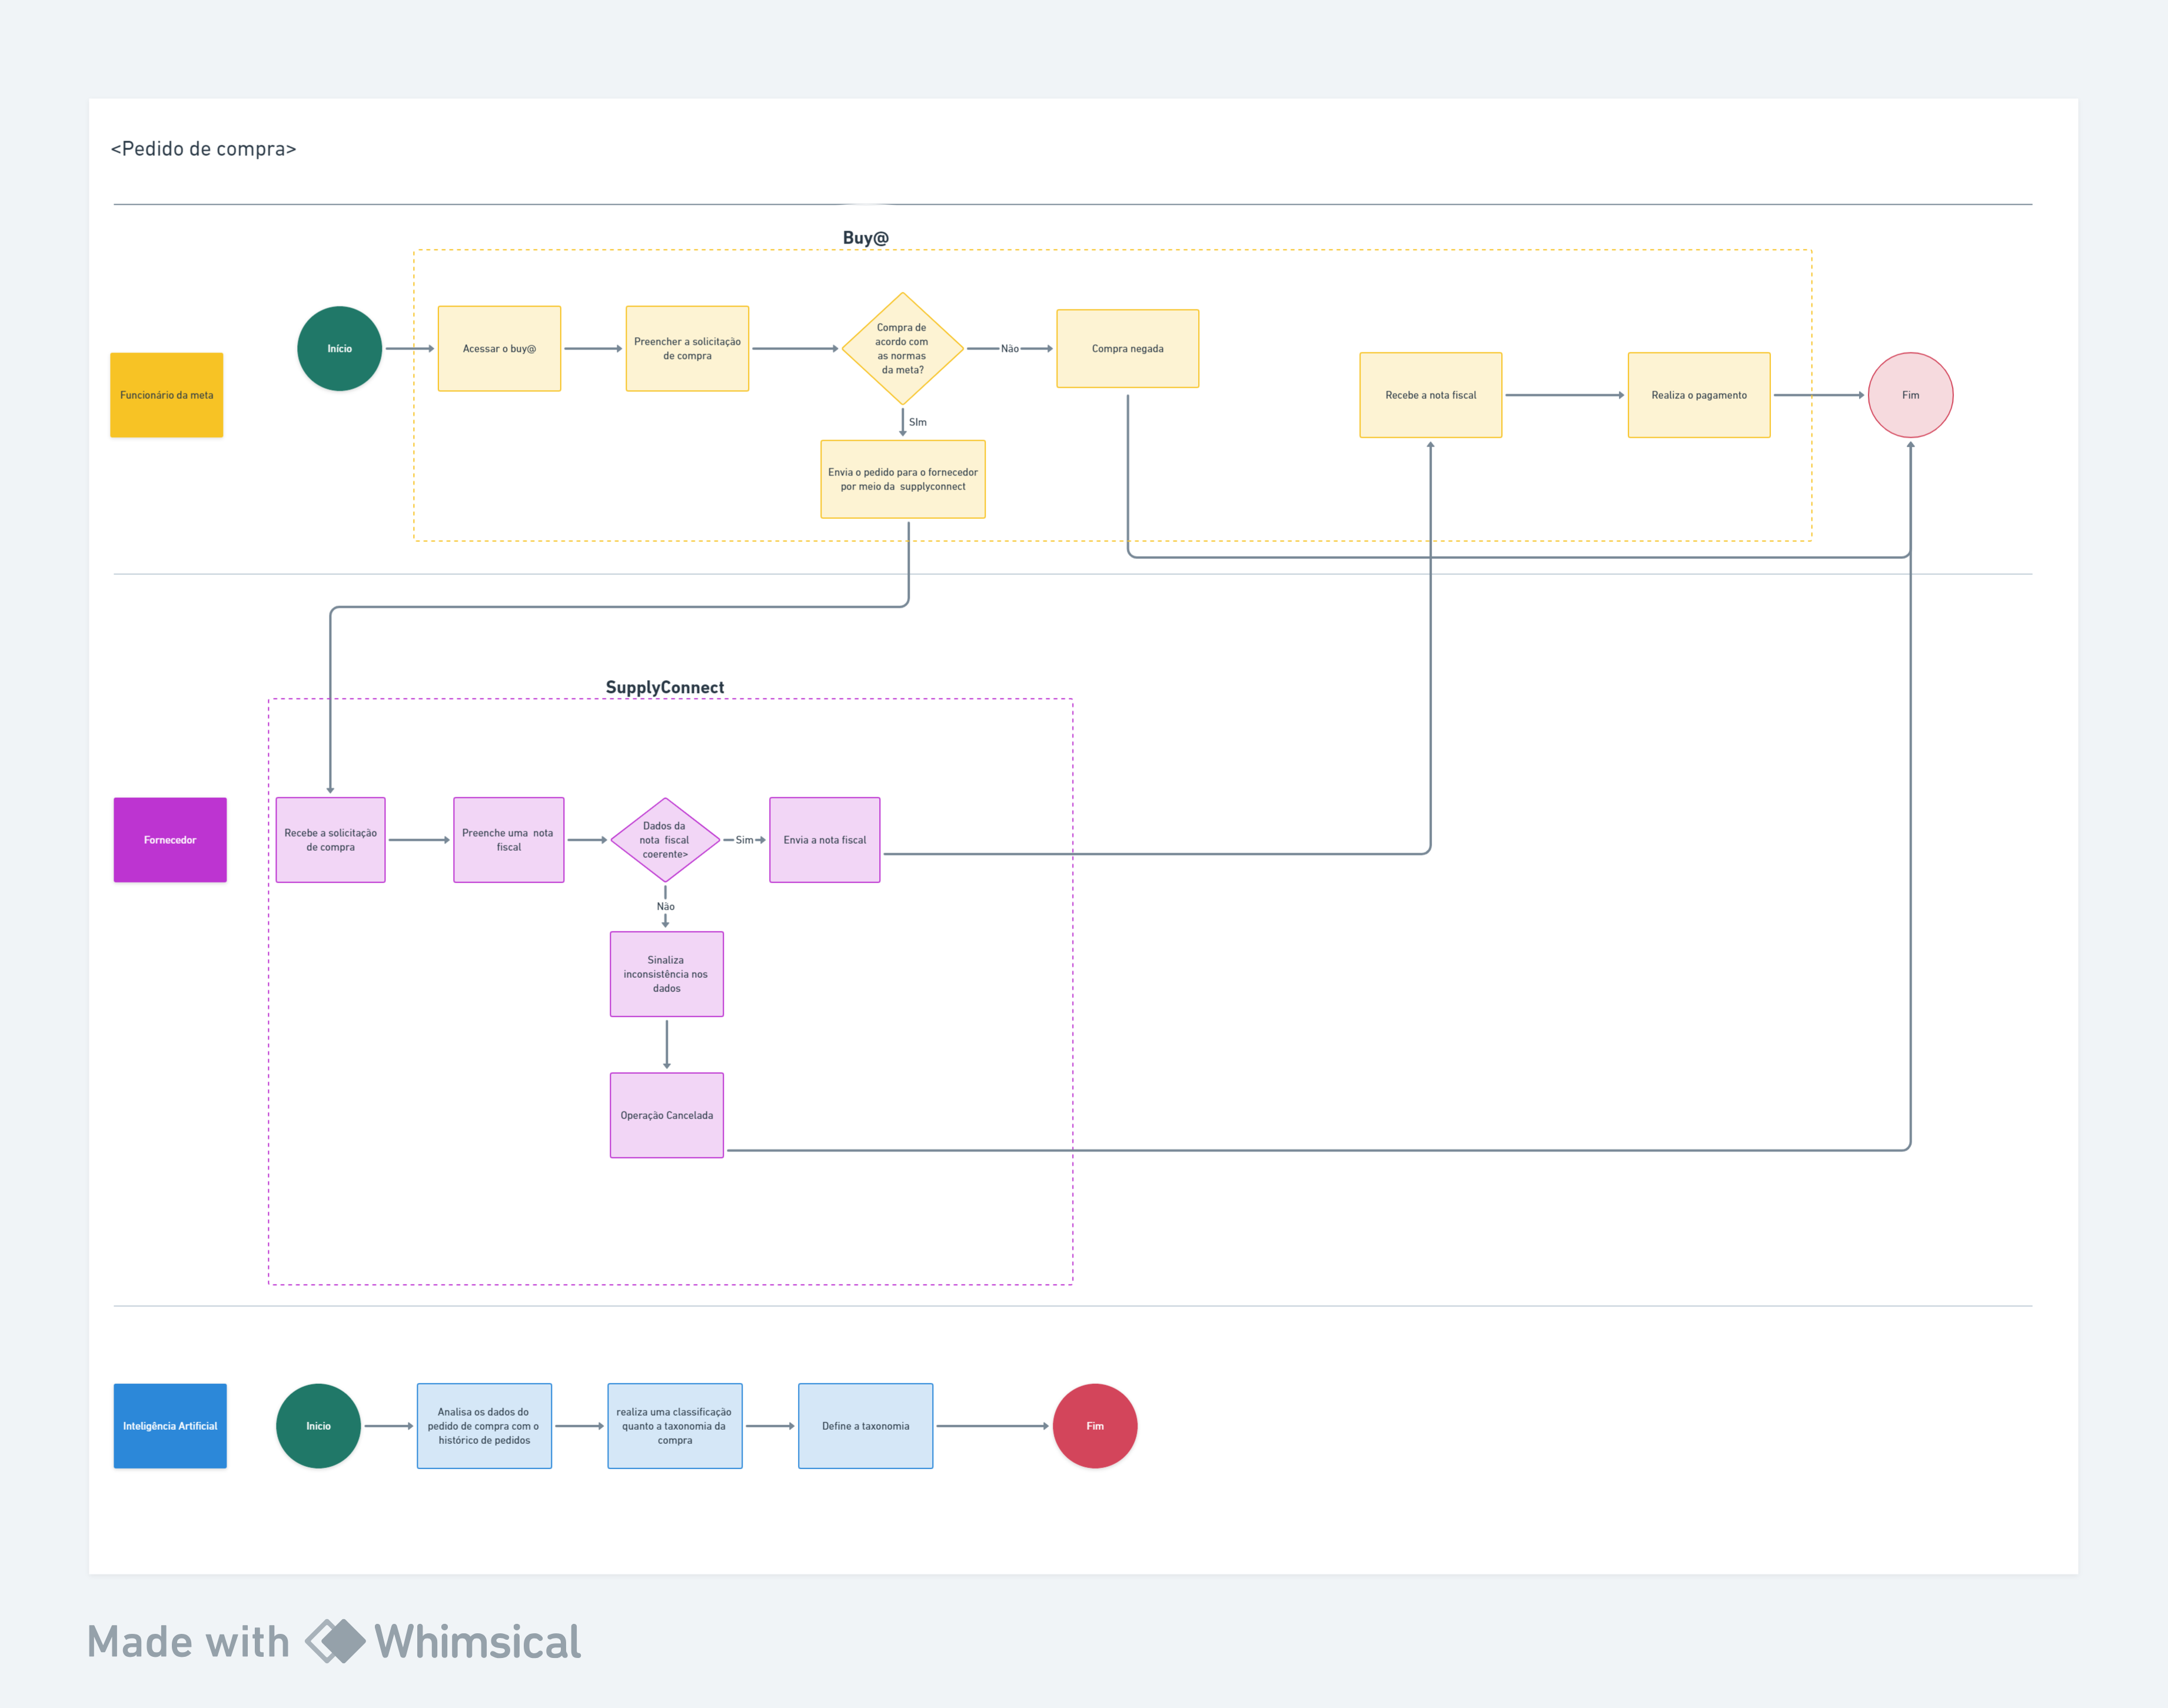 <Pedido de compra>
Buy@
Funcionário da meta
Início
Acessar o buy@
Preencher a solicitação
de compra
Compra de
acordo com
as normas
da meta?
Não
Compra negada
SIm
Envia o pedido para o fornecedor
por meio da  supplyconnect
Recebe a nota fiscal
Realiza o pagamento
Fim
SupplyConnect
Fornecedor
Recebe a solicitação
de compra
Preenche uma  nota
fiscal
Dados da
nota  fiscal
coerente>
Sim
Envia a nota fiscal
Não
Sinaliza
inconsistência nos
dados
Operação Cancelada
Inteligência Artificial
Inicio
Analisa os dados do
pedido de compra com o
histórico de pedidos
realiza uma classificação
quanto a taxonomia da
compra
Define a taxonomia
Fim
Made with Whimsical